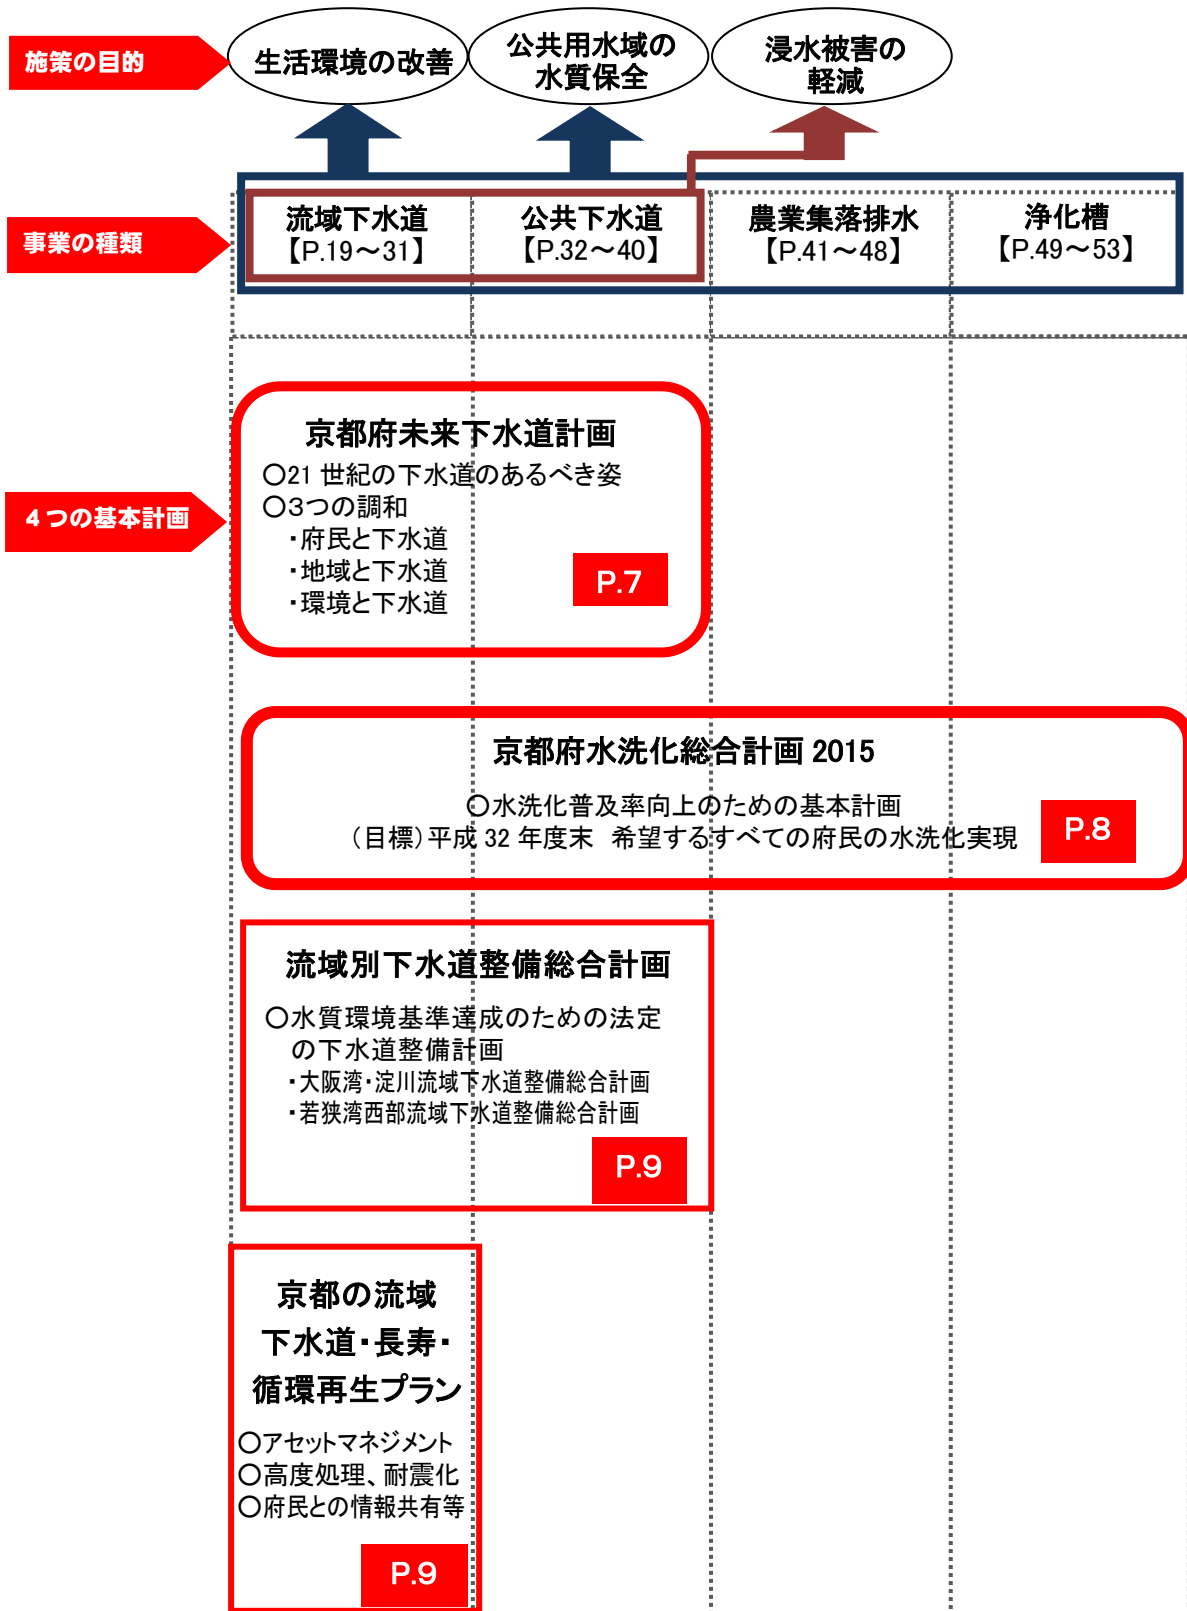 施策の目的
生活環境の改善
公共用水域の
水質保全
浸水被害の
軽減
事業の種類
流域下水道
【P.19～31】
公共下水道
【P.32～40】
農業集落排水
【P.41～48】
浄化槽
【P.49～53】
4つの基本計画
京都府未来下水道計画
○21 世紀の下水道のあるべき姿
○3つの調和
・府民と下水道
・地域と下水道
・環境と下水道
P.7
京都府水洗化総合計画 2015
○水洗化普及率向上のための基本計画
（目標）平成 32 年度末　希望するすべての府民の水洗化実現
P.8
流域別下水道整備総合計画
○水質環境基準達成のための法定
の下水道整備計画
・大阪湾・淀川流域下水道整備総合計画
・若狭湾西部流域下水道整備総合計画
P.9
京都の流域
下水道・長寿・
循環再生プラン
○アセットマネジメント
○高度処理、耐震化
○府民との情報共有等
P.9